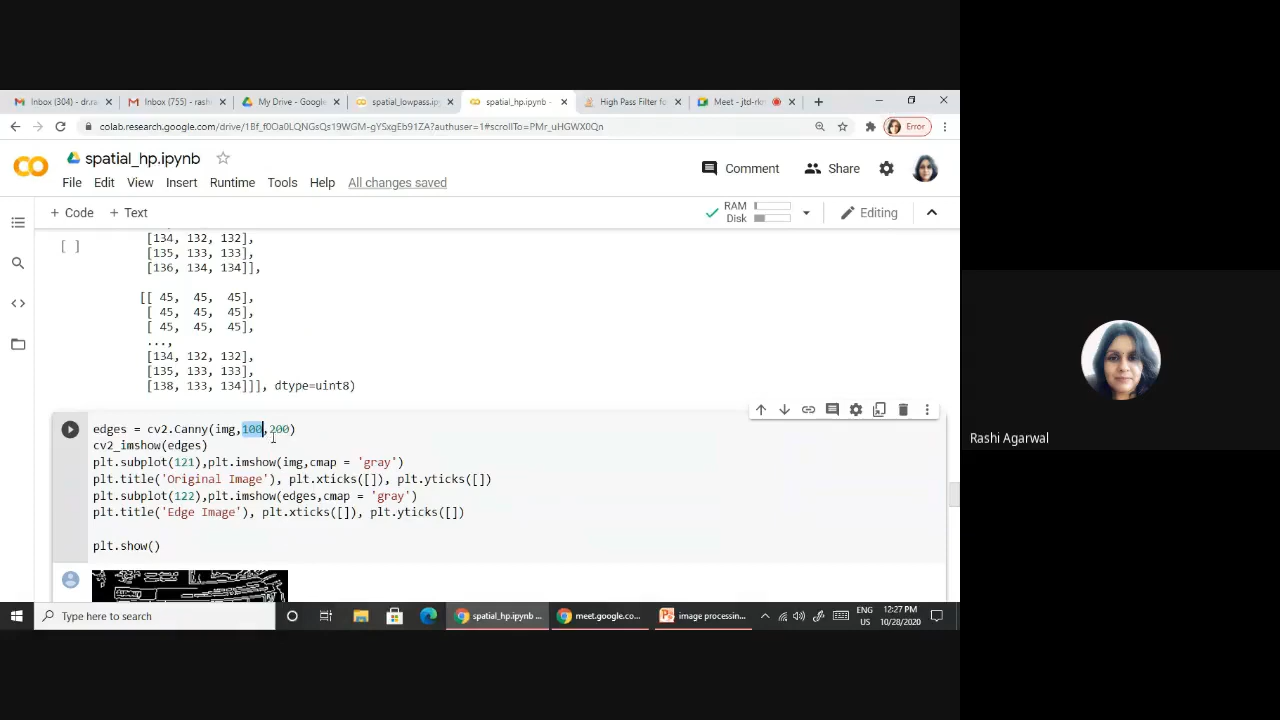 Inbox (304) - dr.ra
Inbox (755) - rash
My Drive - Google
spatial_lowpass.ip
spatial_hp.ipynb -
High Pass Filter fo
Meet - jtd-rkn
colab.research.google.com/drive/1Bf_f0Oa0LQNGsQs19WGM-gYSxgEb91ZA?authuser=1#scrollTo=PMr_uHGWX0Qn
Error
CO
spatial_hp.ipynb
Comment
Share
File Edit View Insert Runtime Tools Help All changes saved
+ Code + Text
RAM
Disk
Editing
[134, 132, 132],
[ ]
[135, 133, 133],
[136, 134, 134]],
[[ 45, 45, 45],
[ 45, 45, 45],
[ 45, 45, 45],
...,
[134, 132, 132],
[135, 133, 133],
[138, 133, 134]]], dtype=uint8)
edges = cv2.Canny(img,100,200)
cv2_imshow(edges)
plt.subplot(121),plt.imshow(img,cmap = 'gray')
plt.title('Original Image'), plt.xticks([]), plt.yticks([])
plt.subplot(122),plt.imshow(edges,cmap = 'gray')
plt.title('Edge Image'), plt.xticks([]), plt.yticks([])
plt.show()
Rashi Agarwal
Type here to search
spatial_hp.ipynb ...
meet.google.co...
image processin...
ENG
US
12:27 PM
10/28/2020